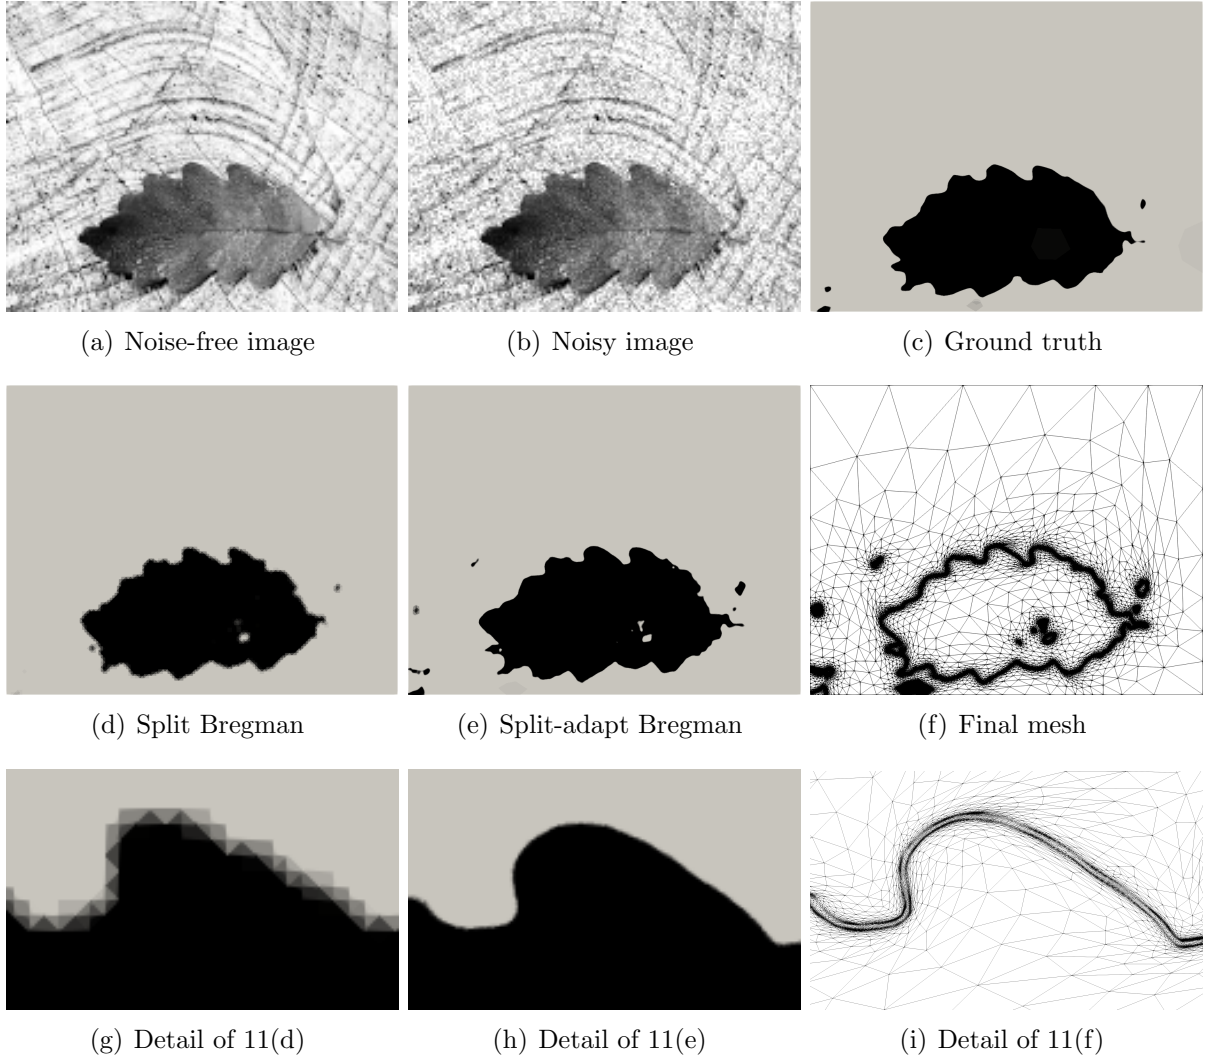 (a) Noise-free image
(b) Noisy image
(c) Ground truth
(d) Split Bregman
(e) Split-adapt Bregman
(f) Final mesh
(g) Detail of 11(d)
(h) Detail of 11(e)
(i) Detail of 11(f)